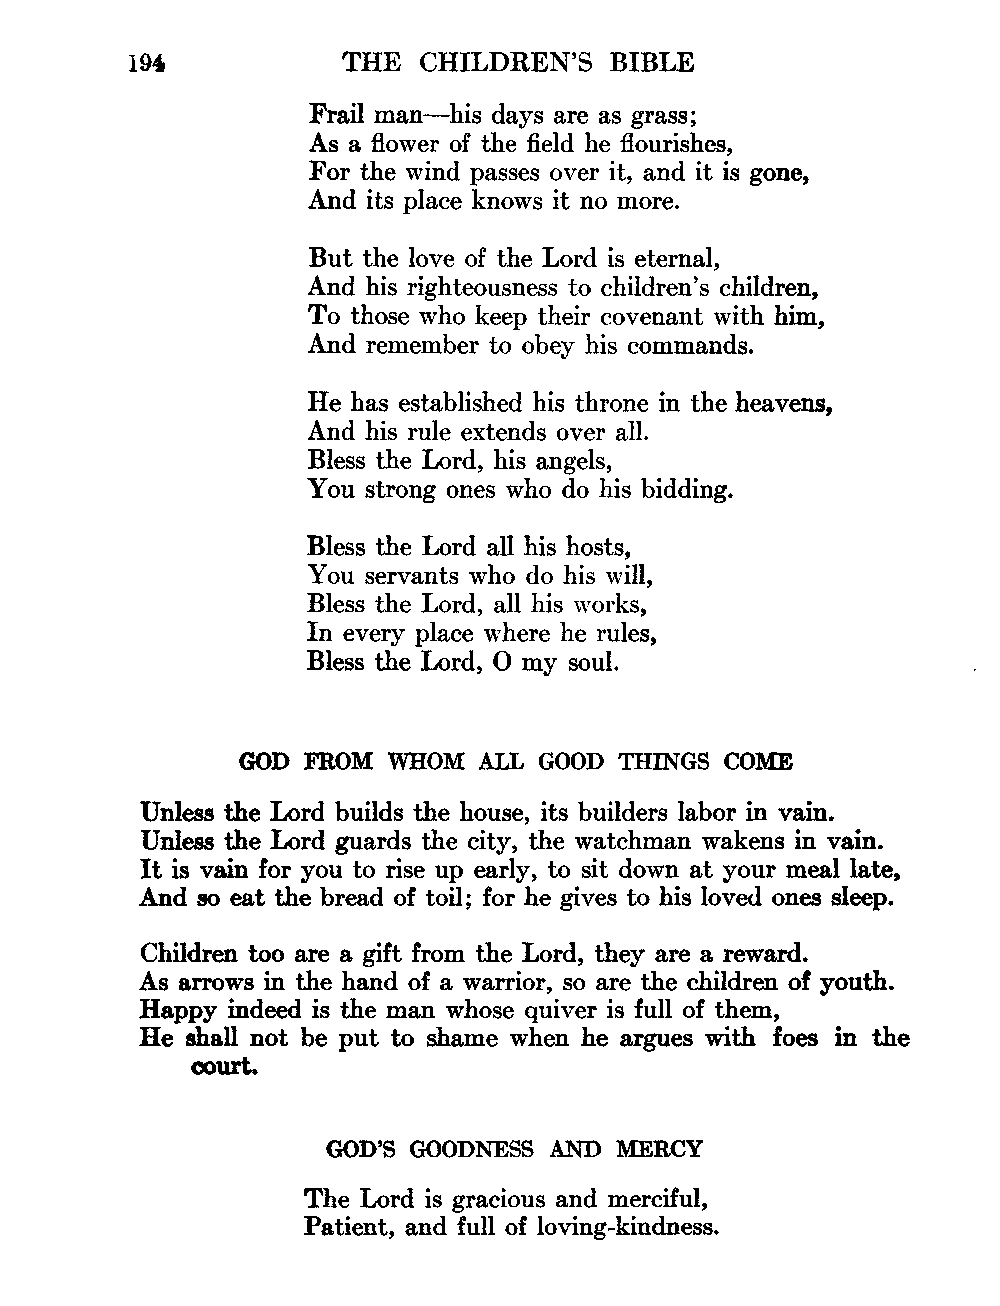 194 THE CHILDREN'S BIBLE
Frail man—his days are as grass;
As a flower of the field he flourishes,
For the wind passes over it, and it is gone,
And its place knows it no more.
But the love of the Lord is eternal,
And his righteousness to children's children,
To those who keep their covenant with him,
And remember to obey his commands.
He has established his throne in the heavens,
And his rule extends over all.
Bless the Lord, his angels,
You strong ones who do his bidding.
Bless the Lord all his hosts,
You servants who do his will,
Bless the Lord, all his works,
In every place where he rules,
Bless the Lord, O my soul.
GOD FROM WHOM ALL GOOD THINGS COME
Unless the Lord builds the house, its builders labor in vain.
Unless the Lord guards the city, the watchman wakens in vain.
It is vain for you to rise up early, to sit down at your meal late,
And so eat the bread of toil; for he gives to his loved ones sleep.
Children too are a gift from the Lord, they are a reward.
As arrows in the hand of a warrior, so are the children of youth.
Happy indeed is the man whose quiver is full of them,
He shall not be put to shame when he argues with foes in the
court.
GOD'S GOODNESS AND MERCY
The Lord is gracious and merciful,
Patient, and full of loving-kindness.